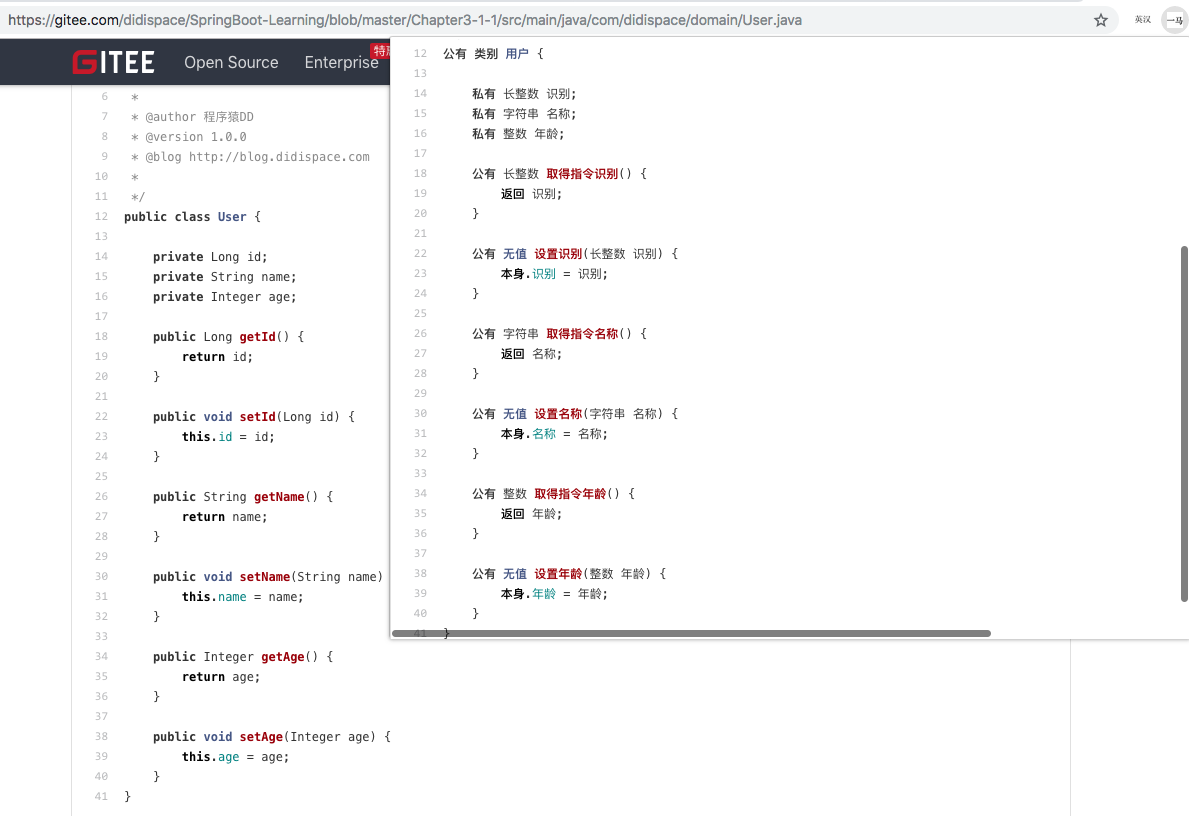 https://gitee.com/didispace/SpringBoot-Learning/blob/master/Chapter3-1-1/src/main/java/com/didispace/domain/User.java
英汉
一马
GITEE
Open Source
Enterprise
6 *
7 * @author 程序猿DD
8 * @version 1.0.0
9 * @blog http://blog.didispace.com
10 *
11 */
12 public class User {
13
14 private Long id;
15 private String name;
16 private Integer age;
17
18 public Long getId() {
19 return id;
20 }
21
22 public void setId(Long id) {
23 this.id = id;
24 }
25
26 public String getName() {
27 return name;
28 }
29
30 public void setName(String name)
31 this.name = name;
32 }
33
34 public Integer getAge() {
35 return age;
36 }
37
38 public void setAge(Integer age) {
39 this.age = age;
40 }
41 }
12 公有 类别 用户 {
13
14 私有 长整数 识别;
15 私有 字符串 名称;
16 私有 整数 年龄;
17
18 公有 长整数 取得指令识别() {
19 返回 识别;
20 }
21
22 公有 无值 设置识别(长整数 识别) {
23 本身.识别 = 识别;
24 }
25
26 公有 字符串 取得指令名称() {
27 返回 名称;
28 }
29
30 公有 无值 设置名称(字符串 名称) {
31 本身.名称 = 名称;
32 }
33
34 公有 整数 取得指令年龄() {
35 返回 年龄;
36 }
37
38 公有 无值 设置年龄(整数 年龄) {
39 本身.年龄 = 年龄;
40 }
41 }